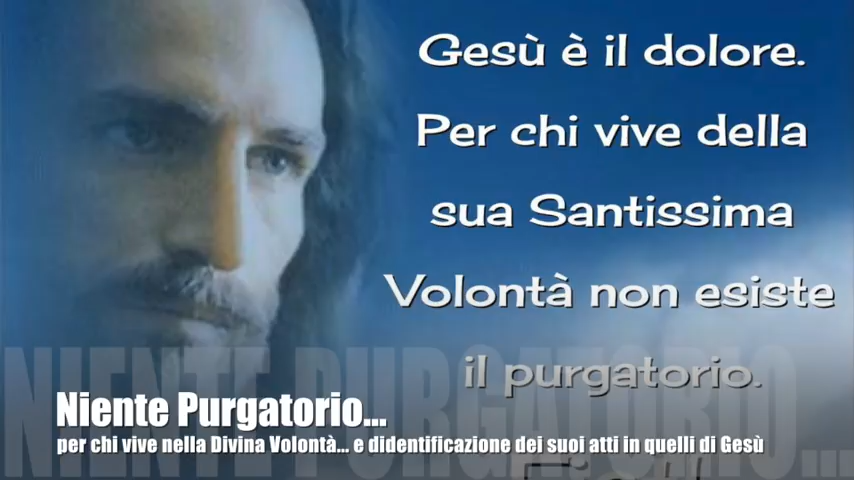 Gesù è il dolore.
Per chi vive della
sua Santissima
Volontà non esiste
il purgatorio.
NIENTE PURGATORIO...
Niente Purgatorio...
per chi vive nella Divina Volontà... e didentificazione dei suoi atti in quelli di Gesù